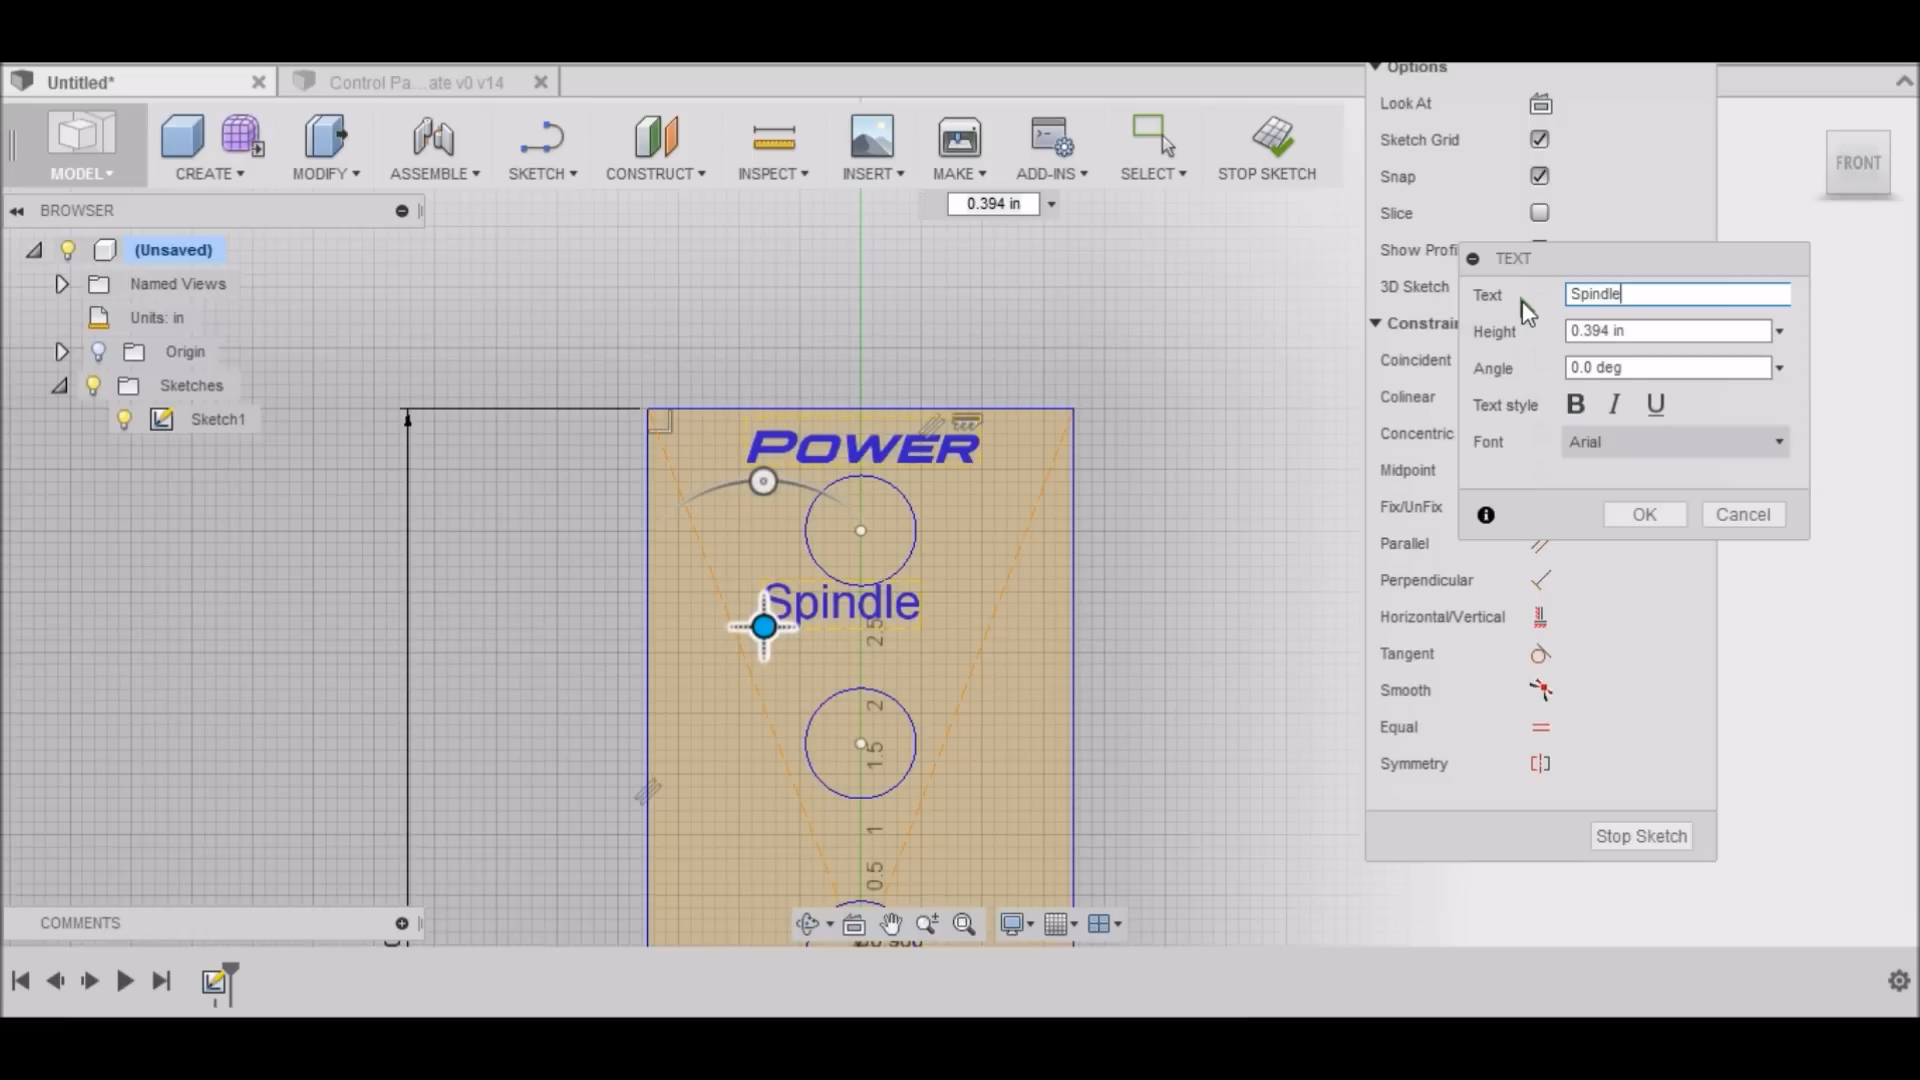 Untitled*
Control Pa....ate v0 v14
MODEL
CREATE
MODIFY
ASSEMBLE
SKETCH
CONSTRUCT
INSPECT
INSERT
MAKE
ADD-INS
SELECT
STOP SKETCH
0.394 in
BROWSER
(Unsaved)
Named Views
Units: in
Origin
Sketches
Sketch1
POWER
Spindle
2.5
2
1.5
1
0.5
Options
Look At
Sketch Grid
Snap
Slice
Show Profi
3D Sketch
Constrain
Coincident
Colinear
Concentric
Midpoint
Fix/UnFix
Parallel
Perpendicular
Horizontal/Vertical
Tangent
Smooth
Equal
Symmetry
Stop Sketch
TEXT
Text Spindle
Height 0.394 in
Angle 0.0 deg
Text style B I U
Font Arial
OK Cancel
FRONT
COMMENTS